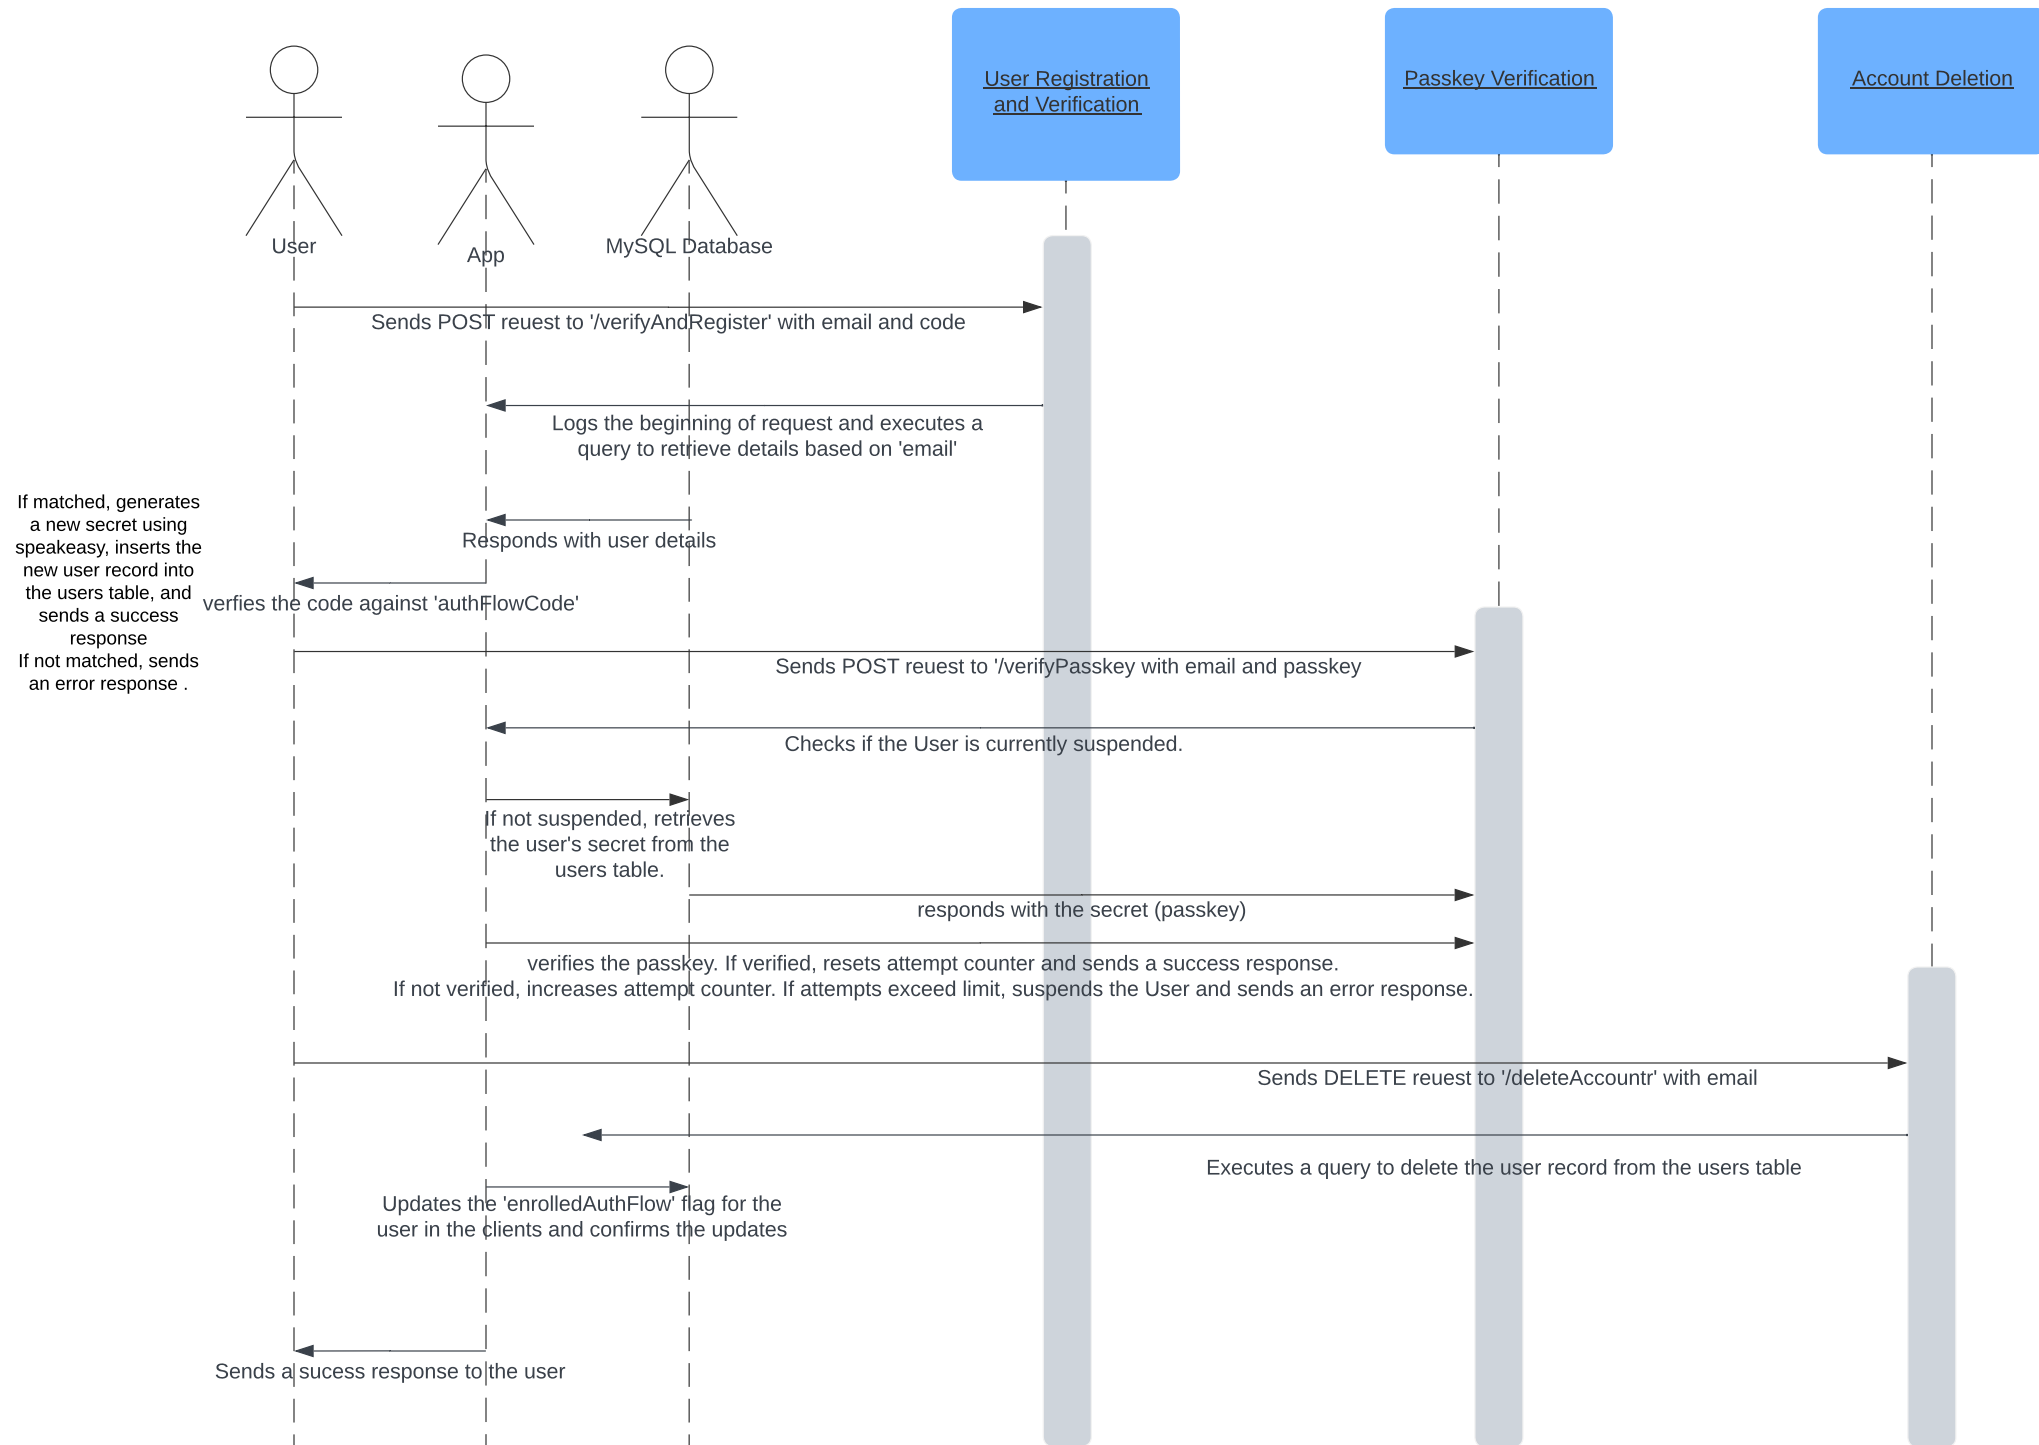 User Registration
and Verification
Passkey Verification
Account Deletion
User
App
MySQL Database
Sends POST reuest to '/verifyAndRegister' with email and code
Logs the beginning of request and executes a
query to retrieve details based on 'email'
If matched, generates
a new secret using
speakeasy, inserts the
new user record into
the users table, and
sends a success
response
If not matched, sends
an error response .
Responds with user details
verfies the code against 'authFlowCode'
Sends POST reuest to '/verifyPasskey with email and passkey
Checks if the User is currently suspended.
If not suspended, retrieves
the user's secret from the
users table.
responds with the secret (passkey)
verifies the passkey. If verified, resets attempt counter and sends a success response.
If not verified, increases attempt counter. If attempts exceed limit, suspends the User and sends an error response.
Sends DELETE reuest to '/deleteAccountr' with email
Executes a query to delete the user record from the users table
Updates the 'enrolledAuthFlow' flag for the
user in the clients and confirms the updates
Sends a sucess response to the user